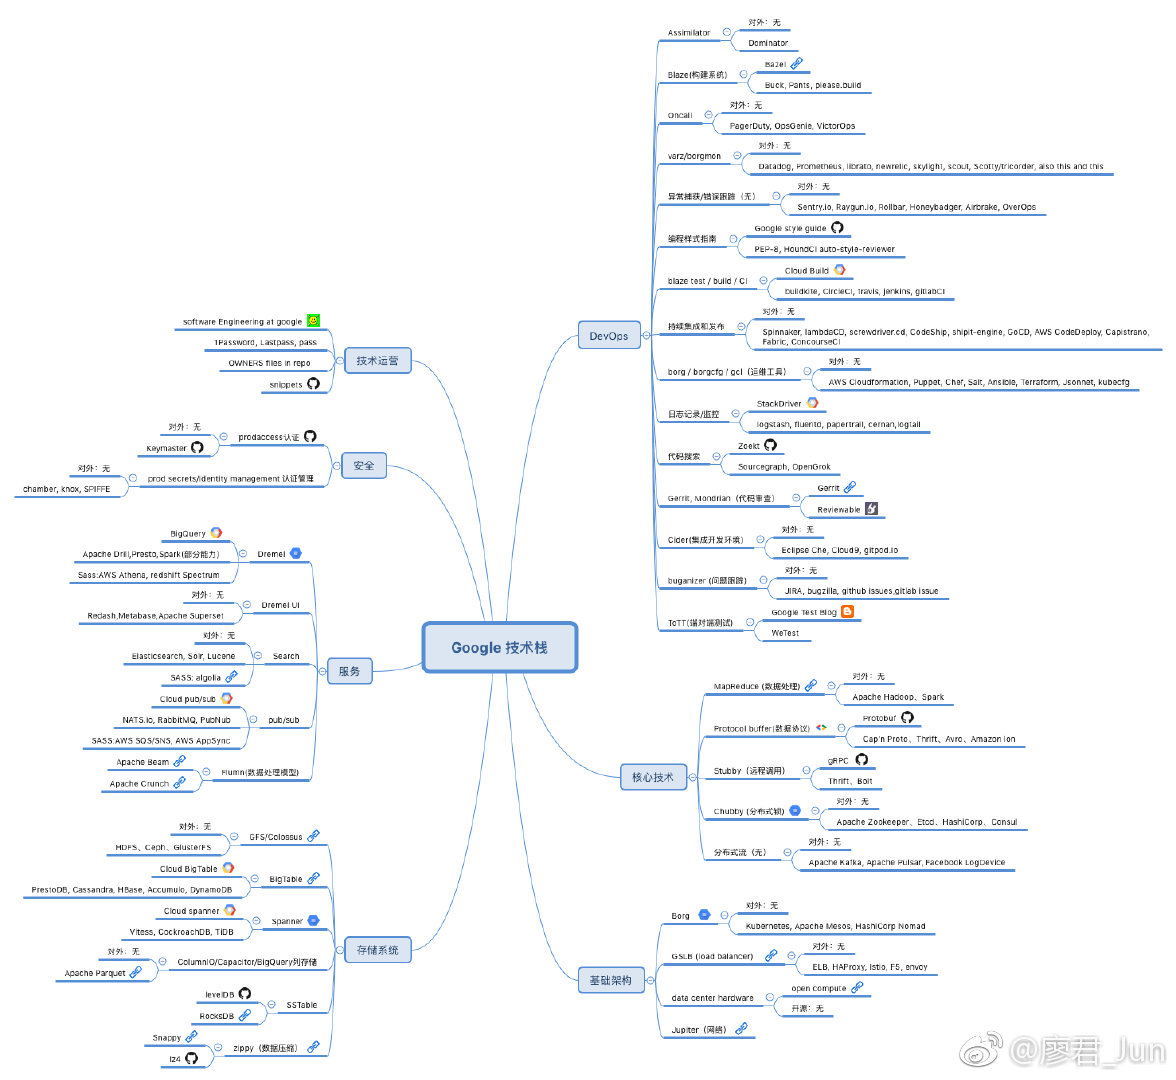 Google 技术栈
DevOps
Assimilator
对外：无
Dominator
Blaze(构建系统)
Bazel
Buck, Pants, please.build
Oncall
对外：无
PagerDuty, OpsGenie, VictorOps
varz/borgmon
对外：无
Datadog, Prometheus, librato, newrelic, skylight, scout, Scotty/tricorder, also this and this
异常捕获/错误跟踪（无）
对外：无
Sentry.io, Raygun.io, Rollbar, Honeybadger, Airbrake, OverOps
编程样式指南
Google style guide
PEP-8, HoundCI auto-style-reviewer
blaze test / build / CI
Cloud Build
buildkite, CircleCI, travis, jenkins, gitlabCI
持续集成和发布
对外：无
Spinnaker, lambdaCD, screwdriver.cd, CodeShip, shipit-engine, GoCD, AWS CodeDeploy, Capistrano,
Fabric, ConcourseCI
borg / borgcfg / gcl（运维工具）
对外：无
AWS Cloudformation, Puppet, Chef, Salt, Ansible, Terraform, Jsonnet, kubecfg
日志记录/监控
StackDriver
logstash, fluentd, papertrail, cernan,logtail
代码搜索
Zoekt
Sourcegraph, OpenGrok
Gerrit, Mondrian（代码审查）
Gerrit
Reviewable
Cider(集成开发环境）
对外：无
Eclipse Che, Cloud9, gitpod.io
buganizer (问题跟踪）
对外：无
JIRA, bugzilla, github issues,gitlab issue
ToTT(端对端测试)
Google Test Blog
WeTest
核心技术
MapReduce (数据处理)
对外：无
Apache Hadoop、Spark
Protocol buffer(数据协议)
Protobuf
Cap'n Proto、Thrift、Avro、Amazon Ion
Stubby（远程调用）
gRPC
Thrift、Bolt
Chubby (分布式锁)
对外：无
Apache Zookeeper、Etcd、HashiCorp、Consul
分布式流（无）
对外：无
Apache Kafka, Apache Pulsar, Facebook LogDevice
基础架构
Borg
对外：无
Kubernetes, Apache Mesos, HashiCorp Nomad
GSLB (load balancer)
对外：无
ELB, HAProxy, Istio, F5, envoy
data center hardware
open compute
开源：无
Jupiter（网络）
技术运营
software Engineering at google
1Password, Lastpass, pass
OWNERS files in repo
snippets
安全
prodaccess认证
对外：无
Keymaster
prod secrets/identity management 认证管理
对外：无
chamber, knox, SPIFFE
服务
Dremel
BigQuery
Apache Drill,Presto,Spark(部分能力)
Sass:AWS Athena, redshift Spectrum
Dremel UI
对外：无
Redash,Metabase,Apache Superset
Search
对外：无
Elasticsearch, Solr, Lucene
SASS: algolia
pub/sub
Cloud pub/sub
NATS.io, RabbitMQ, PubNub
SASS:AWS SQS/SNS, AWS AppSync
Flumn(数据处理模型)
Apache Beam
Apache Crunch
存储系统
GFS/Colossus
对外：无
HDFS、Ceph、GlusterFS
BigTable
Cloud BigTable
PrestoDB, Cassandra, HBase, Accumulo, DynamoDB
Spanner
Cloud spanner
Vitess, CockroachDB, TiDB
ColumnIO/Capacitor/BigQuery列存储
对外：无
Apache Parquet
SSTable
levelDB
RocksDB
zippy（数据压缩）
Snappy
lz4
@廖君_Jun